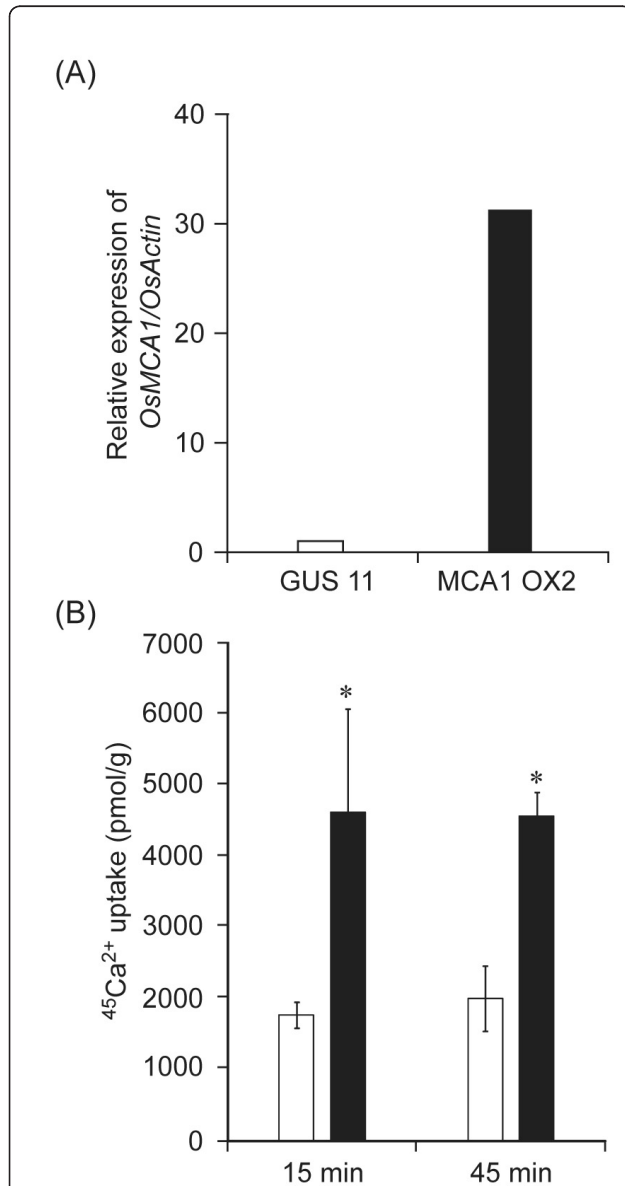 (A)
Relative expression of
OsMCA1/OsActin
40
30
20
10
0
GUS 11
MCA1 OX2
(B)
⁴⁵Ca²⁺ uptake (pmol/g)
7000
6000
5000
4000
3000
2000
1000
0
*
*
15 min
45 min